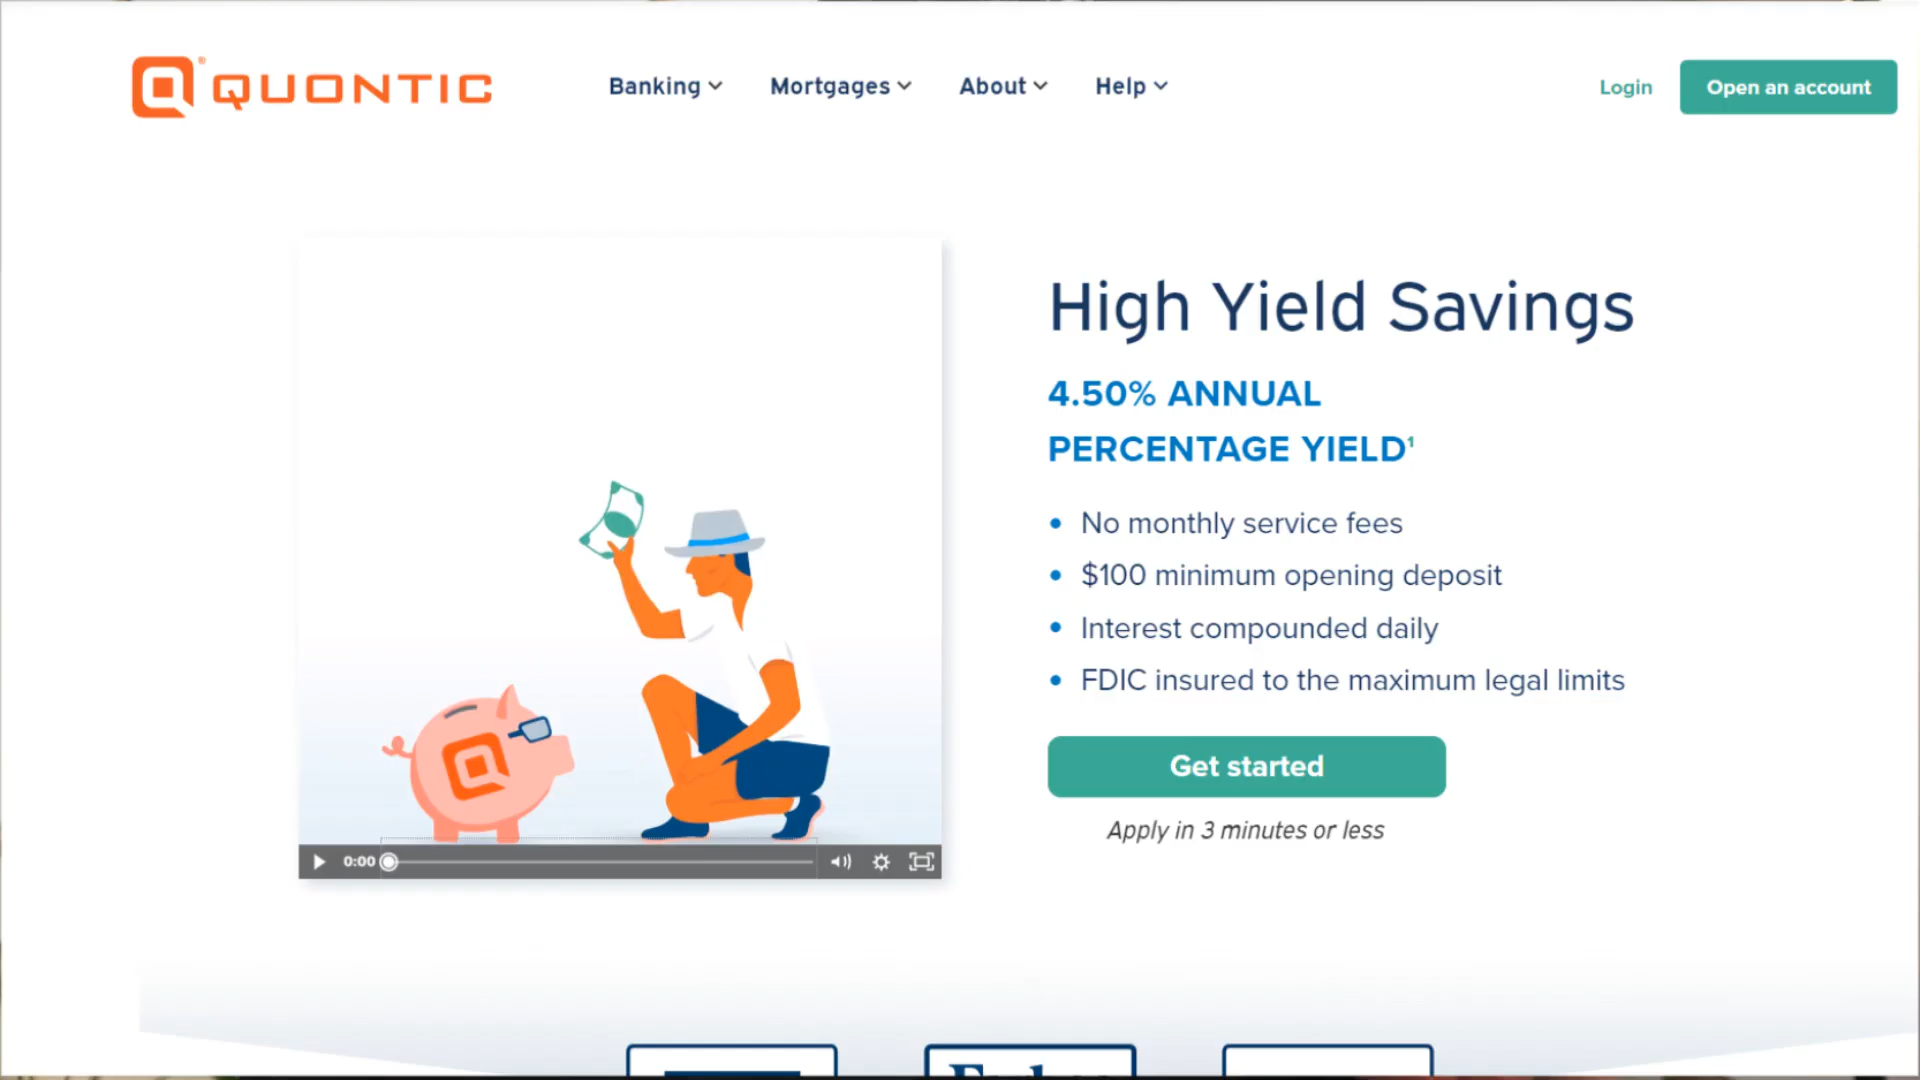 QUONTIC®
Banking
Mortgages
About
Help
Login
Open an account
High Yield Savings
4.50% ANNUAL
PERCENTAGE YIELD¹
• No monthly service fees
• $100 minimum opening deposit
• Interest compounded daily
• FDIC insured to the maximum legal limits
Get started
Apply in 3 minutes or less
0:00